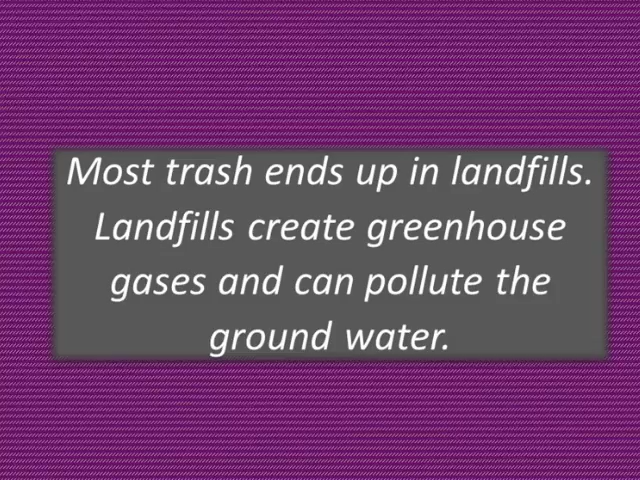 Most trash ends up in landfills.
Landfills create greenhouse
gases and can pollute the
ground water.